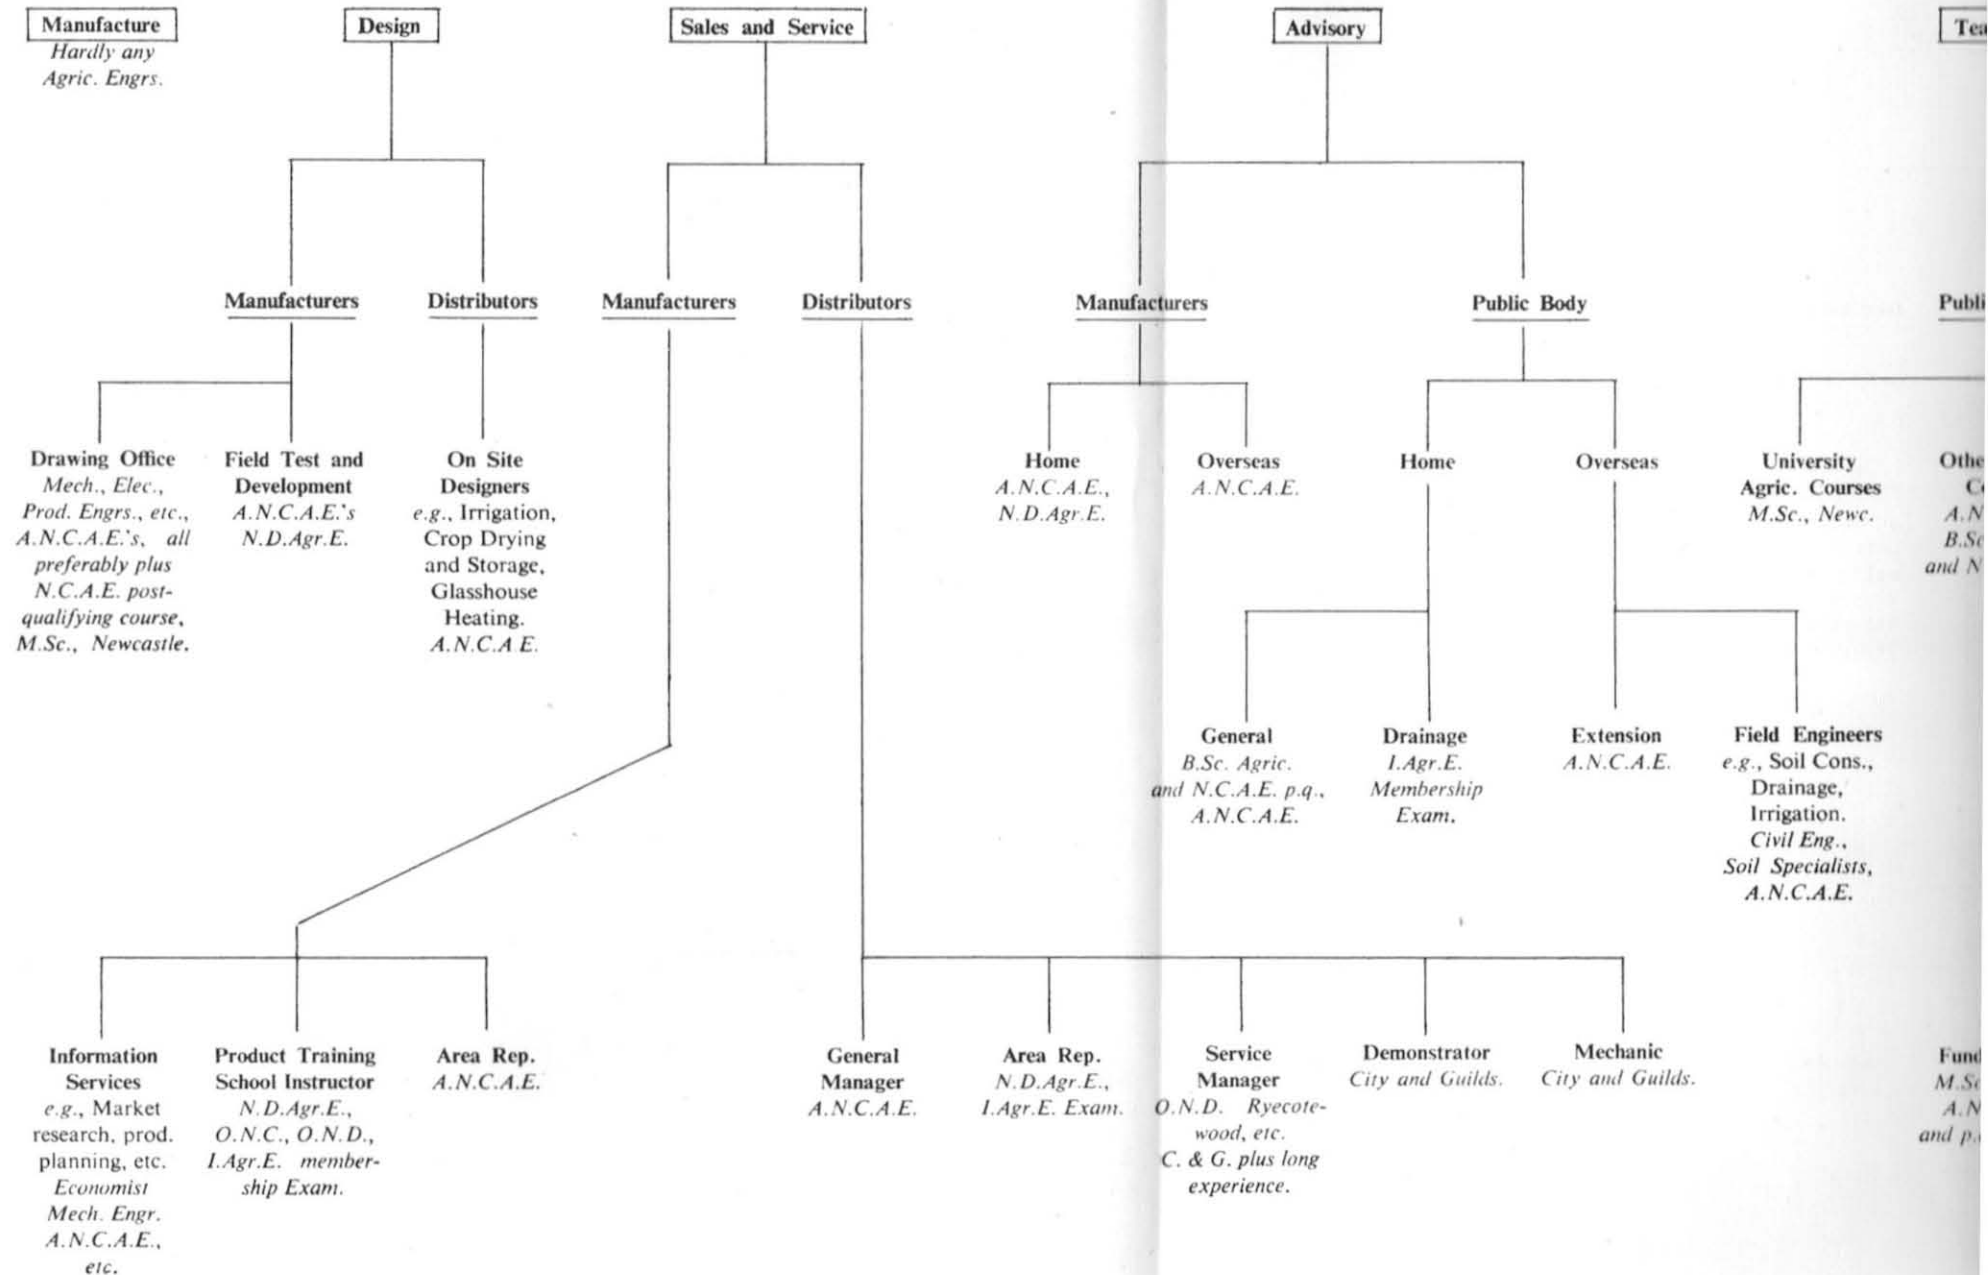 Manufacture
Hardly any
Agric. Engrs.
Design
Sales and Service
Advisory
Manufacturers
Distributors
Manufacturers
Distributors
Manufacturers
Public Body
Drawing Office
Mech., Elec.,
Prod. Engrs., etc.,
A.N.C.A.E.'s, all
preferably plus
N.C.A.E. post-
qualifying course,
M.Sc., Newcastle.
Field Test and
Development
A.N.C.A.E.'s
N.D.Agr.E.
On Site
Designers
e.g., Irrigation,
Crop Drying
and Storage,
Glasshouse
Heating.
A.N.C.A.E.
Home
A.N.C.A.E.,
N.D.Agr.E.
Overseas
A.N.C.A.E.
Home
Overseas
University
Agric. Courses
M.Sc., Newc.
A.N
and N
General
B.Sc. Agric.
and N.C.A.E. p.q.,
A.N.C.A.E.
Drainage
I.Agr.E.
Membership
Exam.
Extension
A.N.C.A.E.
Field Engineers
e.g., Soil Cons.,
Drainage,
Irrigation.
Civil Eng.,
Soil Specialists,
A.N.C.A.E.
Information
Services
e.g., Market
research, prod.
planning, etc.
Economist
Mech. Engr.
A.N.C.A.E.,
etc.
Product Training
School Instructor
N.D.Agr.E.,
O.N.C., O.N.D.,
I.Agr.E. member-
ship Exam.
Area Rep.
A.N.C.A.E.
General
Manager
A.N.C.A.E.
Area Rep.
N.D.Agr.E.,
I.Agr.E. Exam.
Service
Manager
O.N.D. Ryecote-
wood, etc.
C. & G. plus long
experience.
Demonstrator
City and Guilds.
Mechanic
City and Guilds.
Fund
A.N
and p.